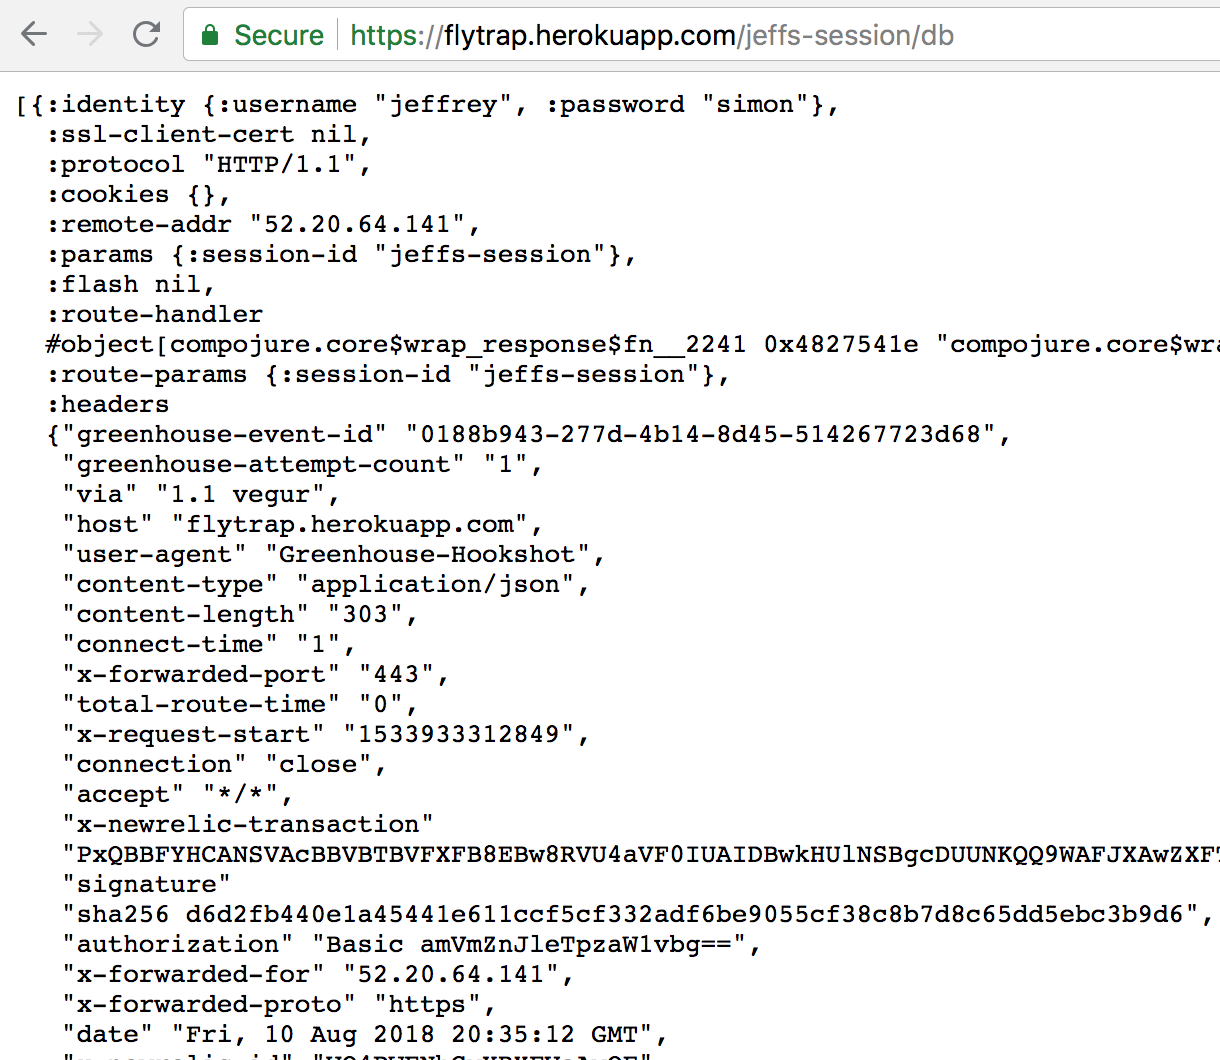 Secure https://flytrap.herokuapp.com/jeffs-session/db
[{:identity {:username "jeffrey", :password "simon"},
:ssl-client-cert nil,
:protocol "HTTP/1.1",
:cookies {},
:remote-addr "52.20.64.141",
:params {:session-id "jeffs-session"},
:flash nil,
:route-handler
#object[compojure.core$wrap_response$fn__2241 0x4827541e "compojure.core$wra
:route-params {:session-id "jeffs-session"},
:headers
{"greenhouse-event-id" "0188b943-277d-4b14-8d45-514267723d68",
"greenhouse-attempt-count" "1",
"via" "1.1 vegur",
"host" "flytrap.herokuapp.com",
"user-agent" "Greenhouse-Hookshot",
"content-type" "application/json",
"content-length" "303",
"connect-time" "1",
"x-forwarded-port" "443",
"total-route-time" "0",
"x-request-start" "1533933312849",
"connection" "close",
"accept" "*/*",
"x-newrelic-transaction"
"PxQBBFYHCANSVAcBBVBTBVFXFB8EBw8RVU4aVF0IUAIDBwkHUlNSBgcDUUNKQQ9WAFJXAwZXFT
"signature"
"sha256 d6d2fb440e1a45441e611ccf5cf332adf6be9055cf38c8b7d8c65dd5ebc3b9d6",
"authorization" "Basic amVmZnJleTpzaW1vbg==",
"x-forwarded-for" "52.20.64.141",
"x-forwarded-proto" "https",
"date" "Fri, 10 Aug 2018 20:35:12 GMT",